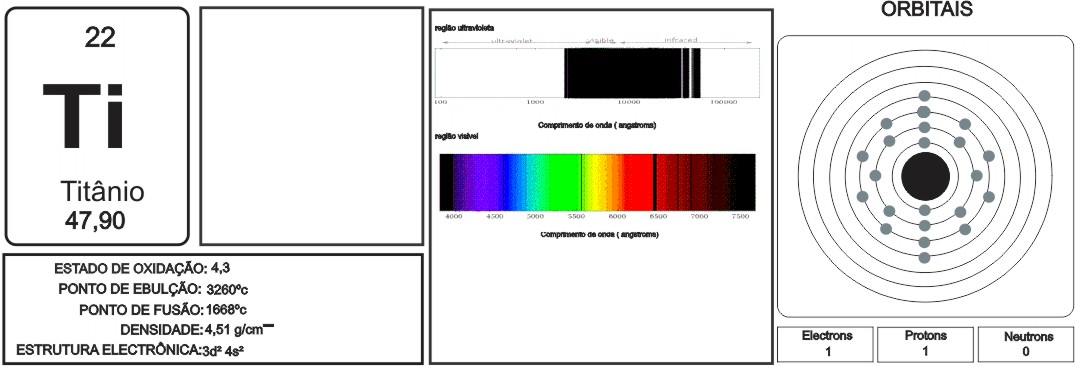 22
Ti
Titânio
47,90
ESTADO DE OXIDAÇÃO: 4,3
PONTO DE EBULÇÃO: 3260ºc
PONTO DE FUSÃO: 1668ºc
DENSIDADE: 4,51 g/cm
ESTRUTURA ELECTRÔNICA: 3d² 4s²
região ultravioleta
ultraviolet visible infrared
100 1000 10000 100000
Comprimento de onda ( angstroms)
região visivel
4000 4500 5000 5500 6000 6500 7000 7500
Comprimento de onda ( angstroms)
ORBITAIS
Electrons
1
Protons
1
Neutrons
0